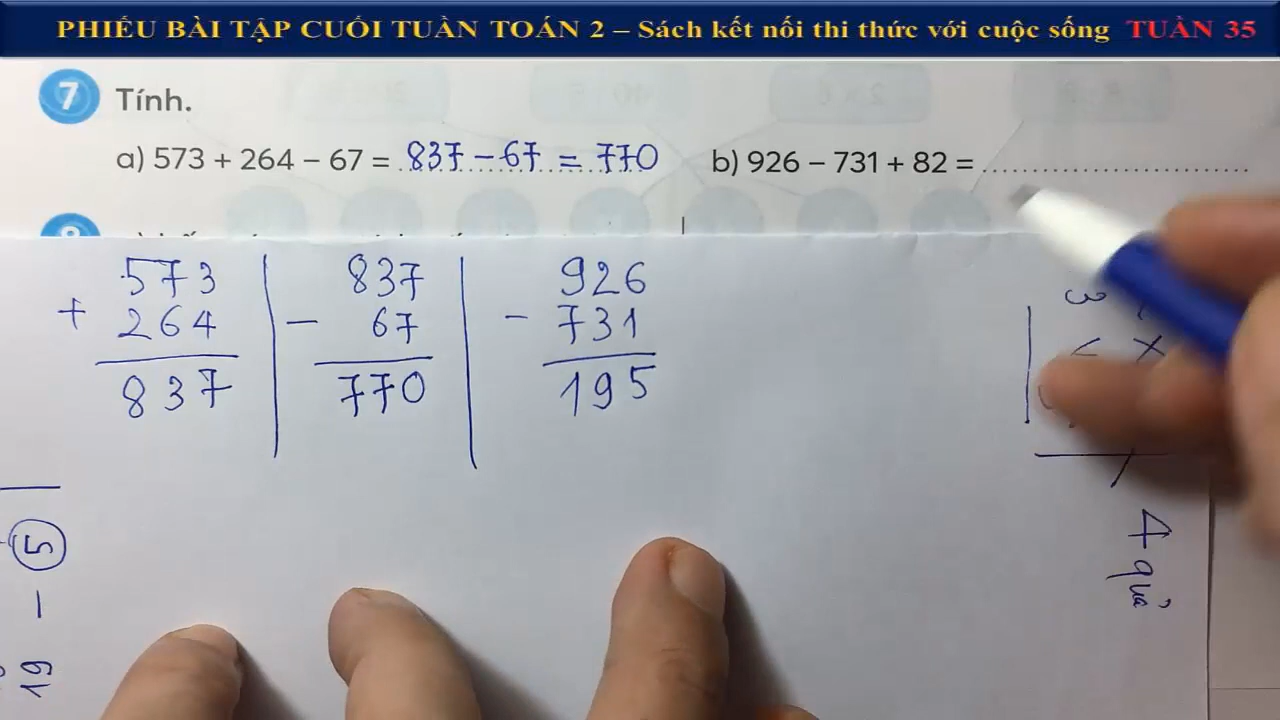 PHIẾU BÀI TẬP CUỐI TUẦN TOÁN 2 – Sách kết nối thi thức với cuộc sống TUẦN 35
7 Tính.
a) 573 + 264 – 67 = 837 – 67 = 770
b) 926 – 731 + 82 = ............................
573
+ 264
837
837
– 67
770
926
– 731
195
4 quả
5
–
19